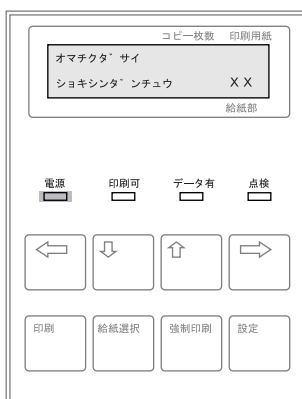 コピー枚数 印刷用紙
オマチクダサイ
ショキシンダンチュウ XX
給紙部
電源 印刷可 データ有 点検
印刷 給紙選択 強制印刷 設定